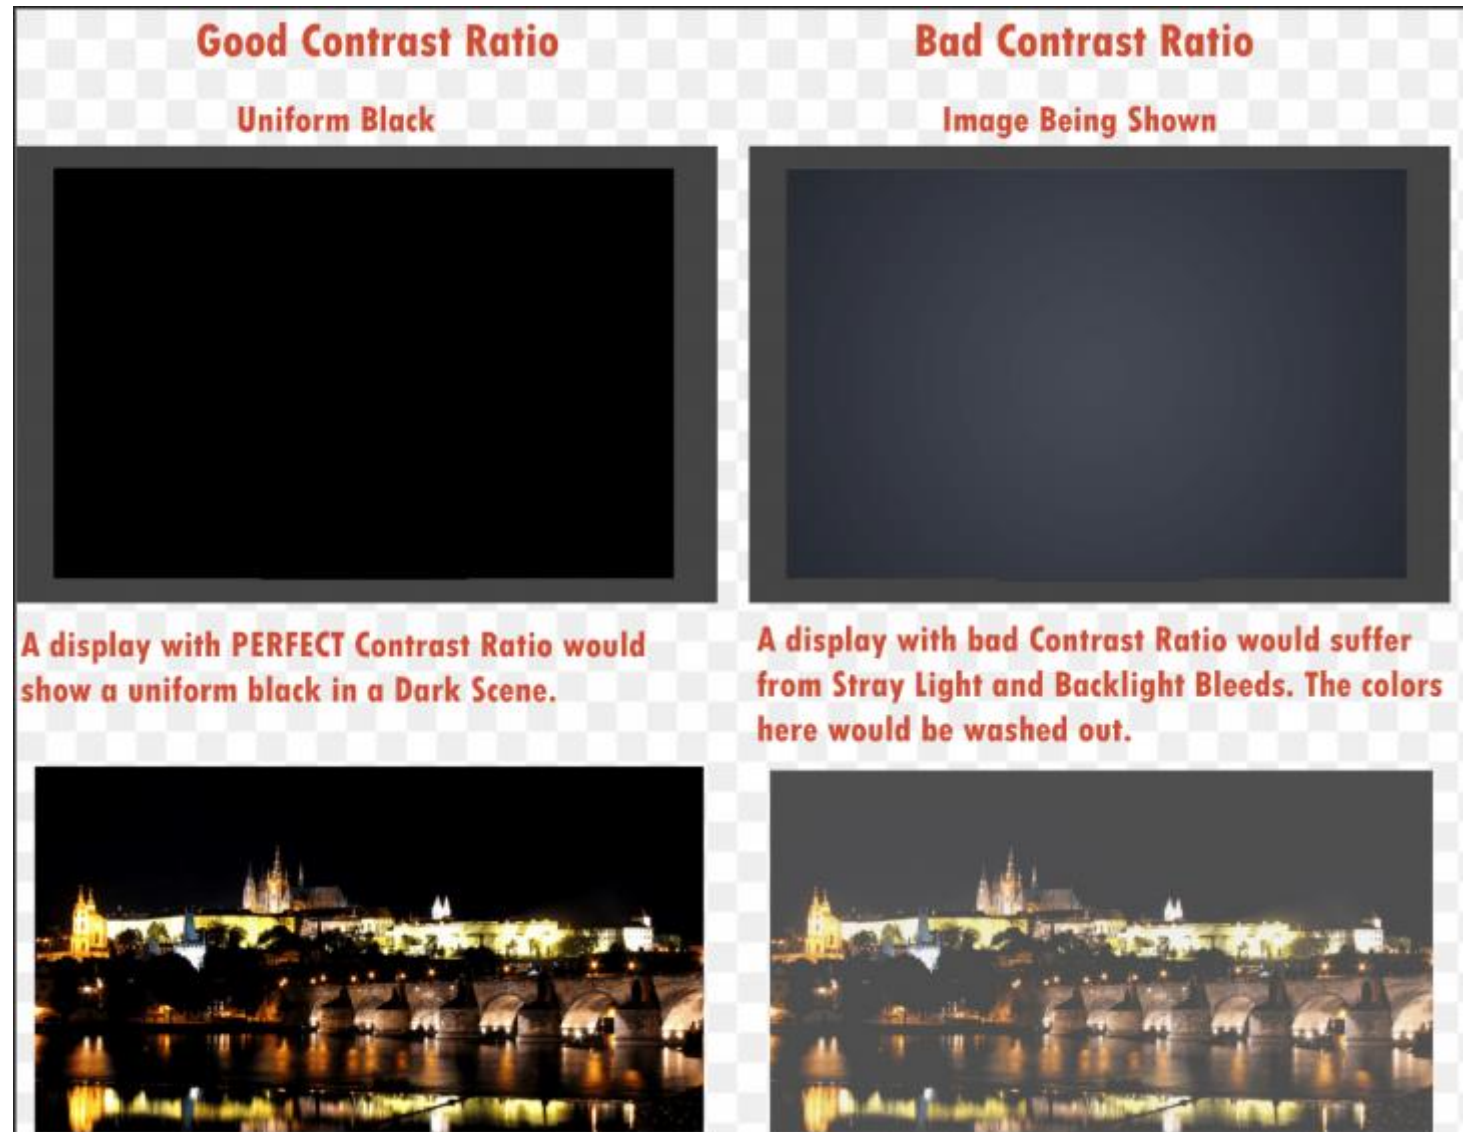 Good Contrast Ratio
Uniform Black
A display with PERFECT Contrast Ratio would
show a uniform black in a Dark Scene.
Bad Contrast Ratio
Image Being Shown
A display with bad Contrast Ratio would suffer
from Stray Light and Backlight Bleeds. The colors
here would be washed out.